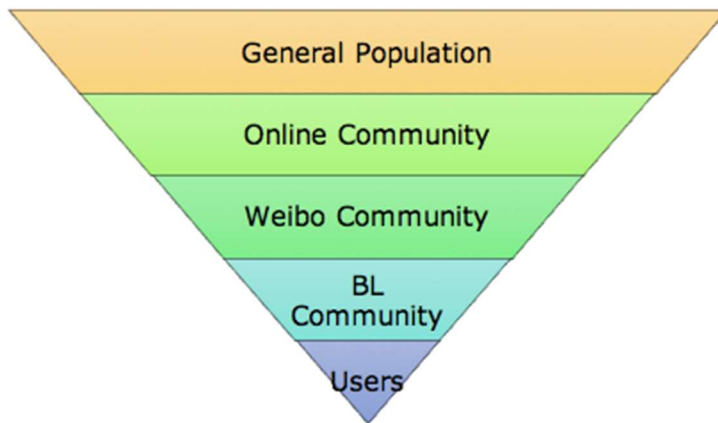 General Population
Online Community
Weibo Community
BL
Community
Users